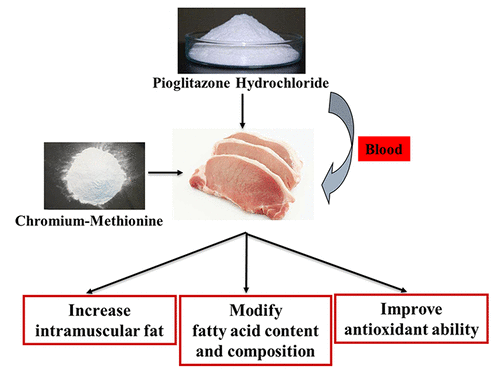 Pioglitazone Hydrochloride
Blood
Chromium-Methionine
Increase
intramuscular fat
Modify
fatty acid content
and composition
Improve
antioxidant ability